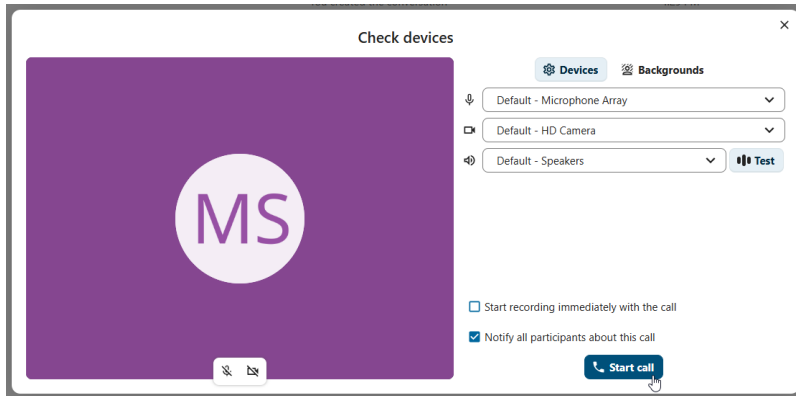 Check devices
Devices
Backgrounds
Default - Microphone Array
Default - HD Camera
Default - Speakers
Test
MS
Start recording immediately with the call
Notify all participants about this call
Start call